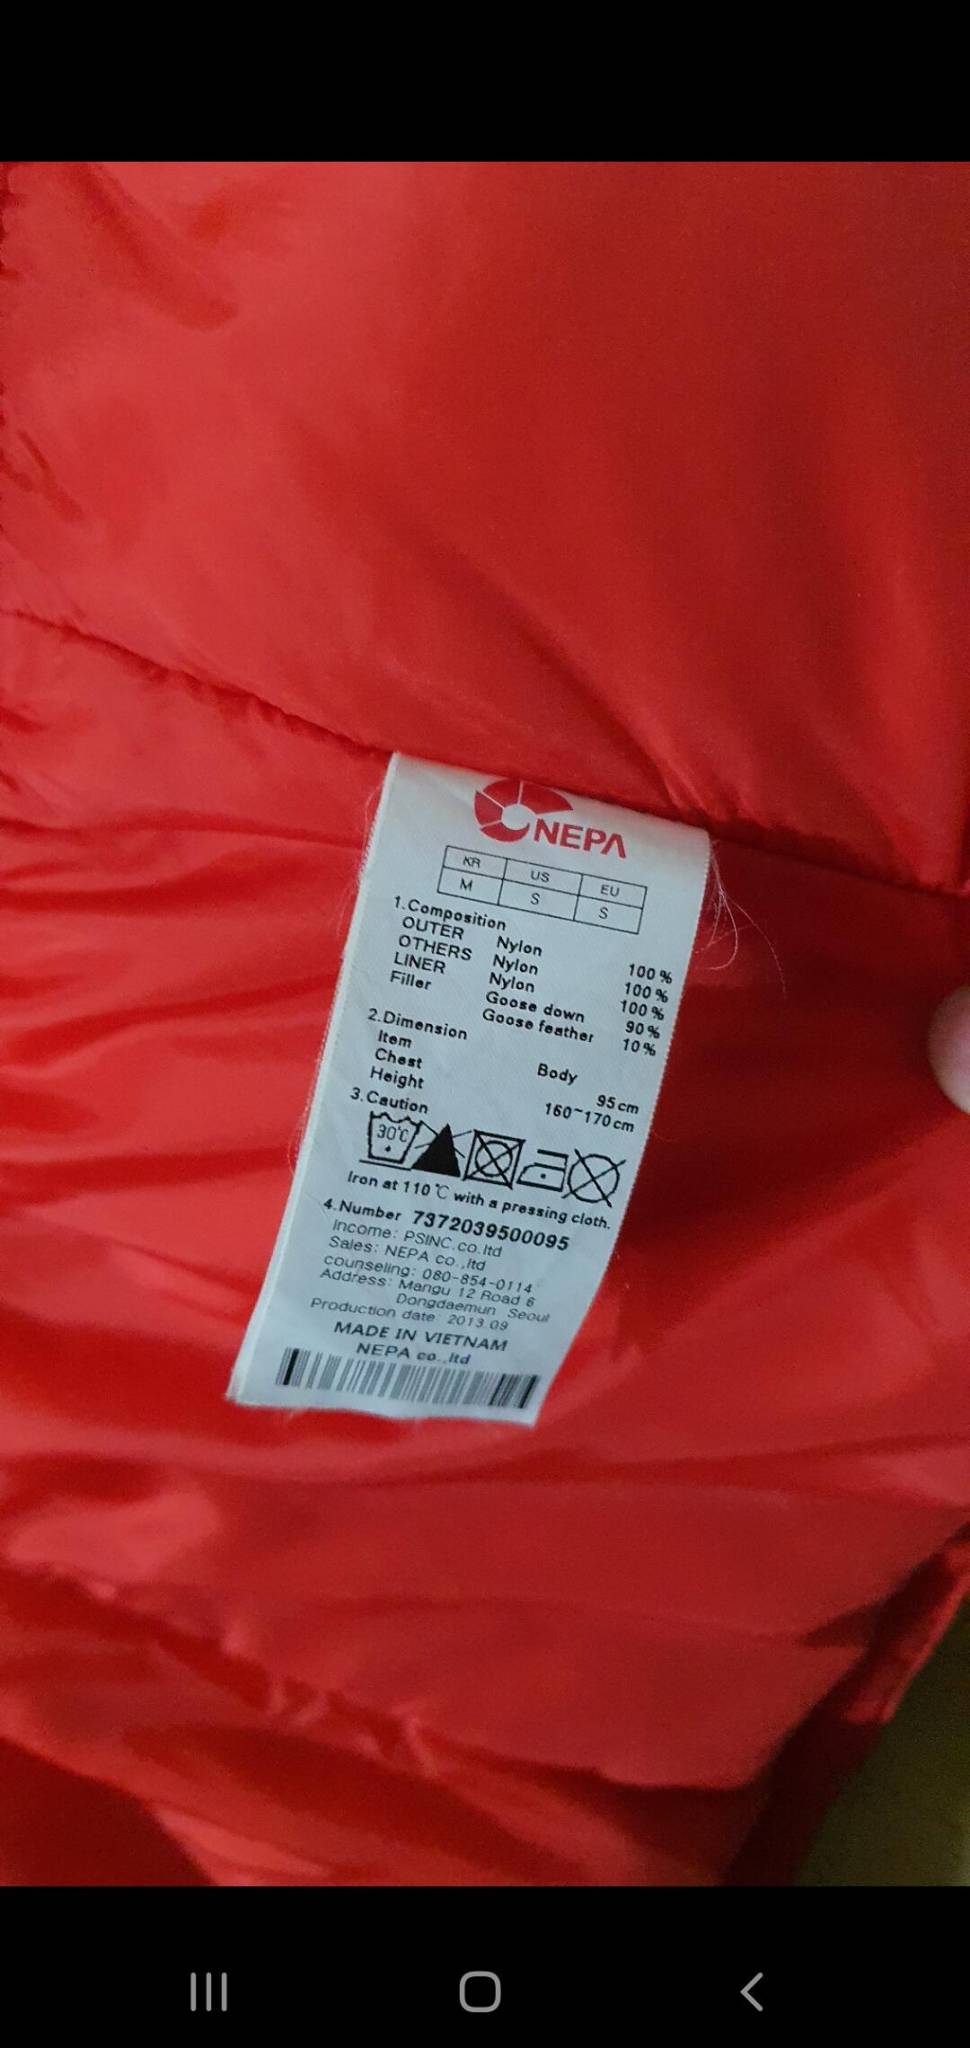 NEPA
KR US EU
M S S
1.Composition
OUTER Nylon 100%
OTHERS Nylon 100%
LINER Nylon 100%
Filler Goose down 90%
Goose feather 10%
2.Dimension
Item Body
Chest 95cm
Height 160~170cm
3.Caution
30℃
Iron at 110℃ with a pressing cloth.
4.Number 7372039500095
Income: PSINC.co.ltd
Sales: NEPA co.,ltd
counseling: 080-854-0114
Address: Mangu 12 Road 6
Dongdaemun Seoul
Production date: 2013.09
MADE IN VIETNAM
NEPA co.,ltd